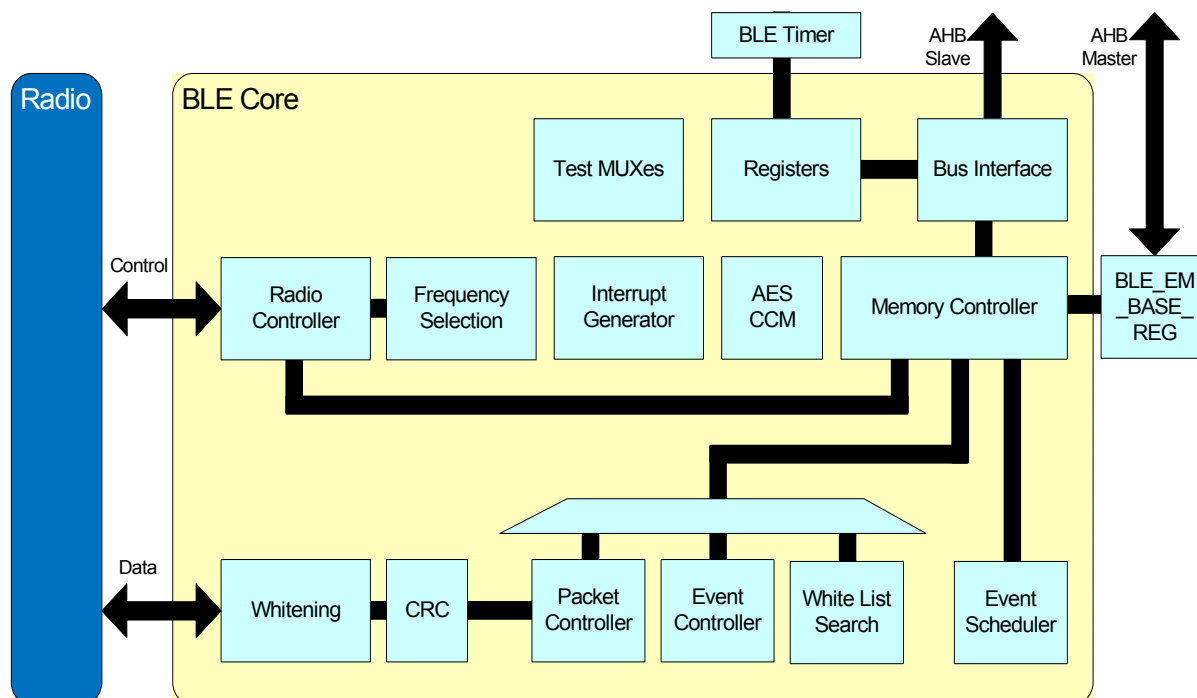 BLE Timer
AHB
Slave
AHB
Master
Radio
BLE Core
Test MUXes
Registers
Bus Interface
Control
Radio
Controller
Frequency
Selection
Interrupt
Generator
AES
CCM
Memory Controller
BLE_EM
_BASE_
REG
Data
Whitening
CRC
Packet
Controller
Event
Controller
White List
Search
Event
Scheduler